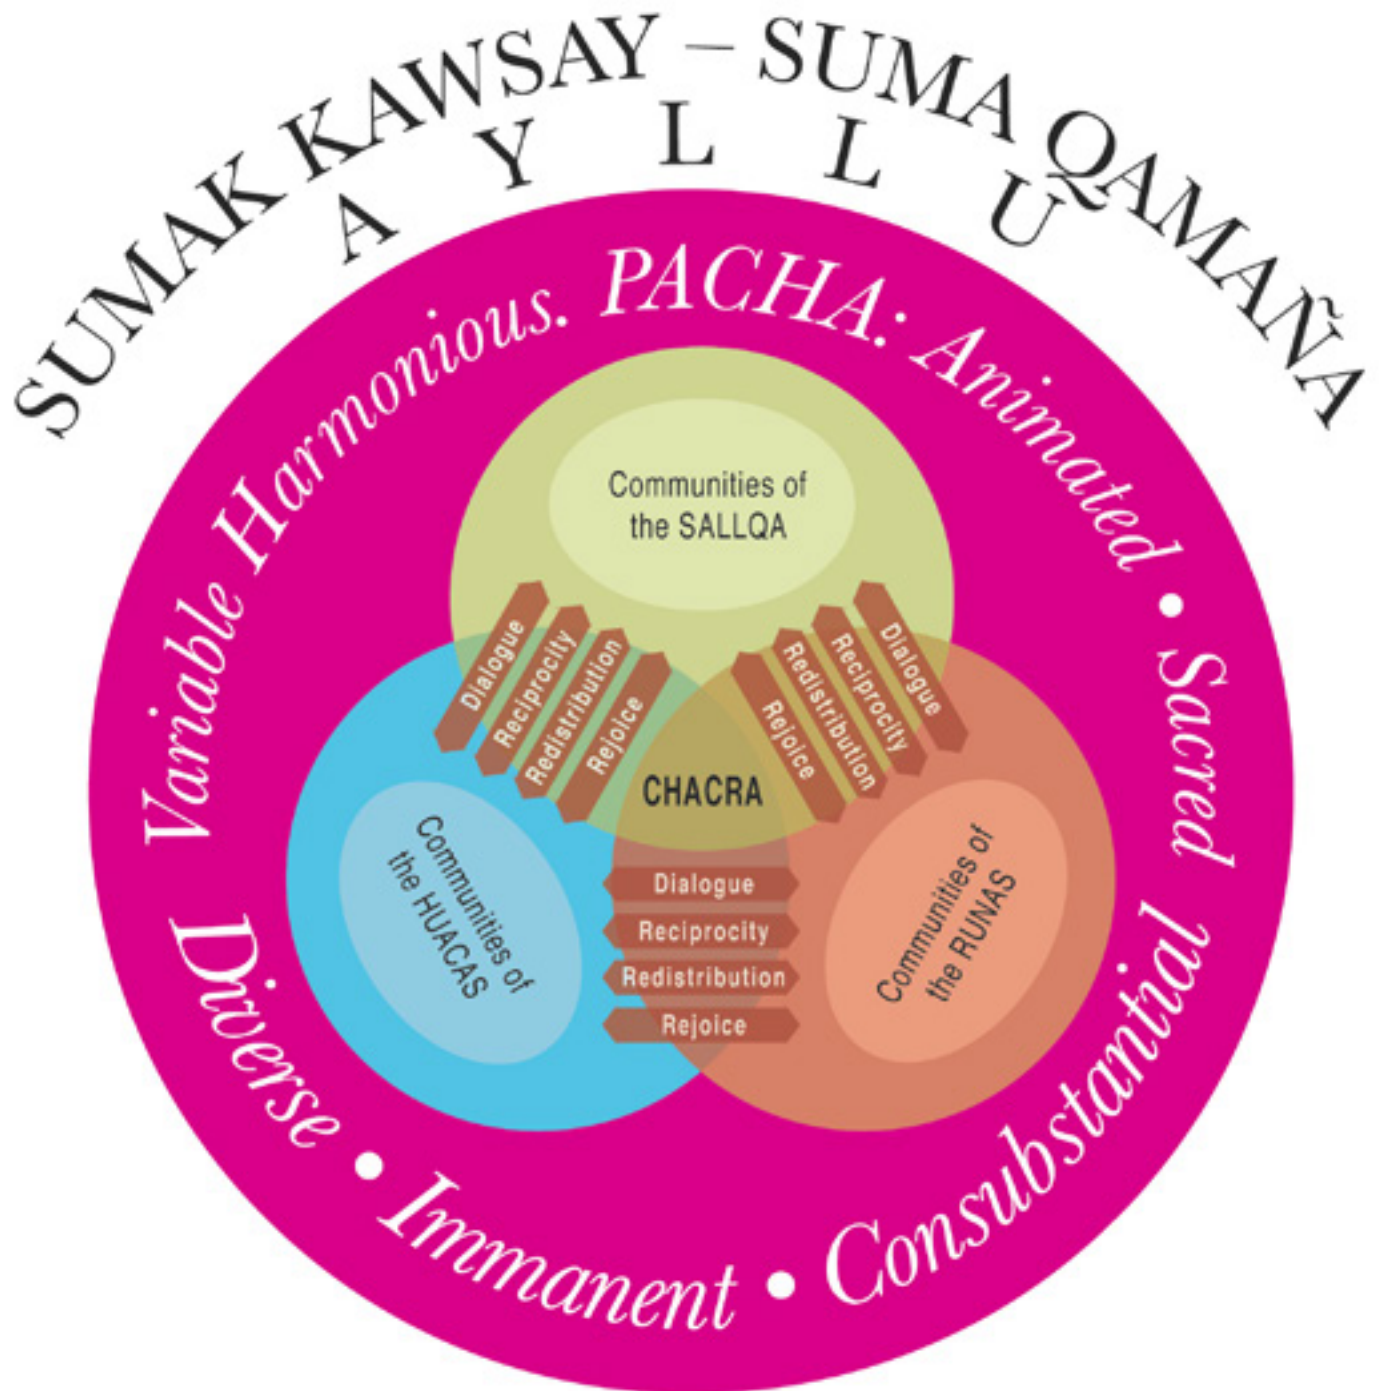 SUMAK KAWSAY – SUMA QAMAÑA
AYLLU
PACHA: Animated • Sacred
Consubstantial • Immanent • Diverse
Variable Harmonious.
Communities of
the SALLQA
Dialogue
Reciprocity
Redistribution
Rejoice
Rejoice
Redistribution
Reciprocity
Dialogue
CHACRA
Communities of
the HUACAS
Dialogue
Reciprocity
Redistribution
Rejoice
Communities of
the RUNAS